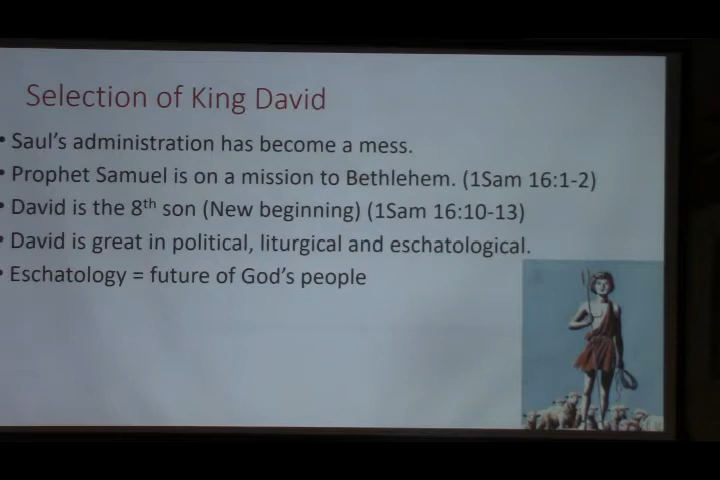 Selection of King David
• Saul's administration has become a mess.
• Prophet Samuel is on a mission to Bethlehem. (1Sam 16:1-2)
• David is the 8th son (New beginning) (1Sam 16:10-13)
• David is great in political, liturgical and eschatological.
• Eschatology = future of God's people